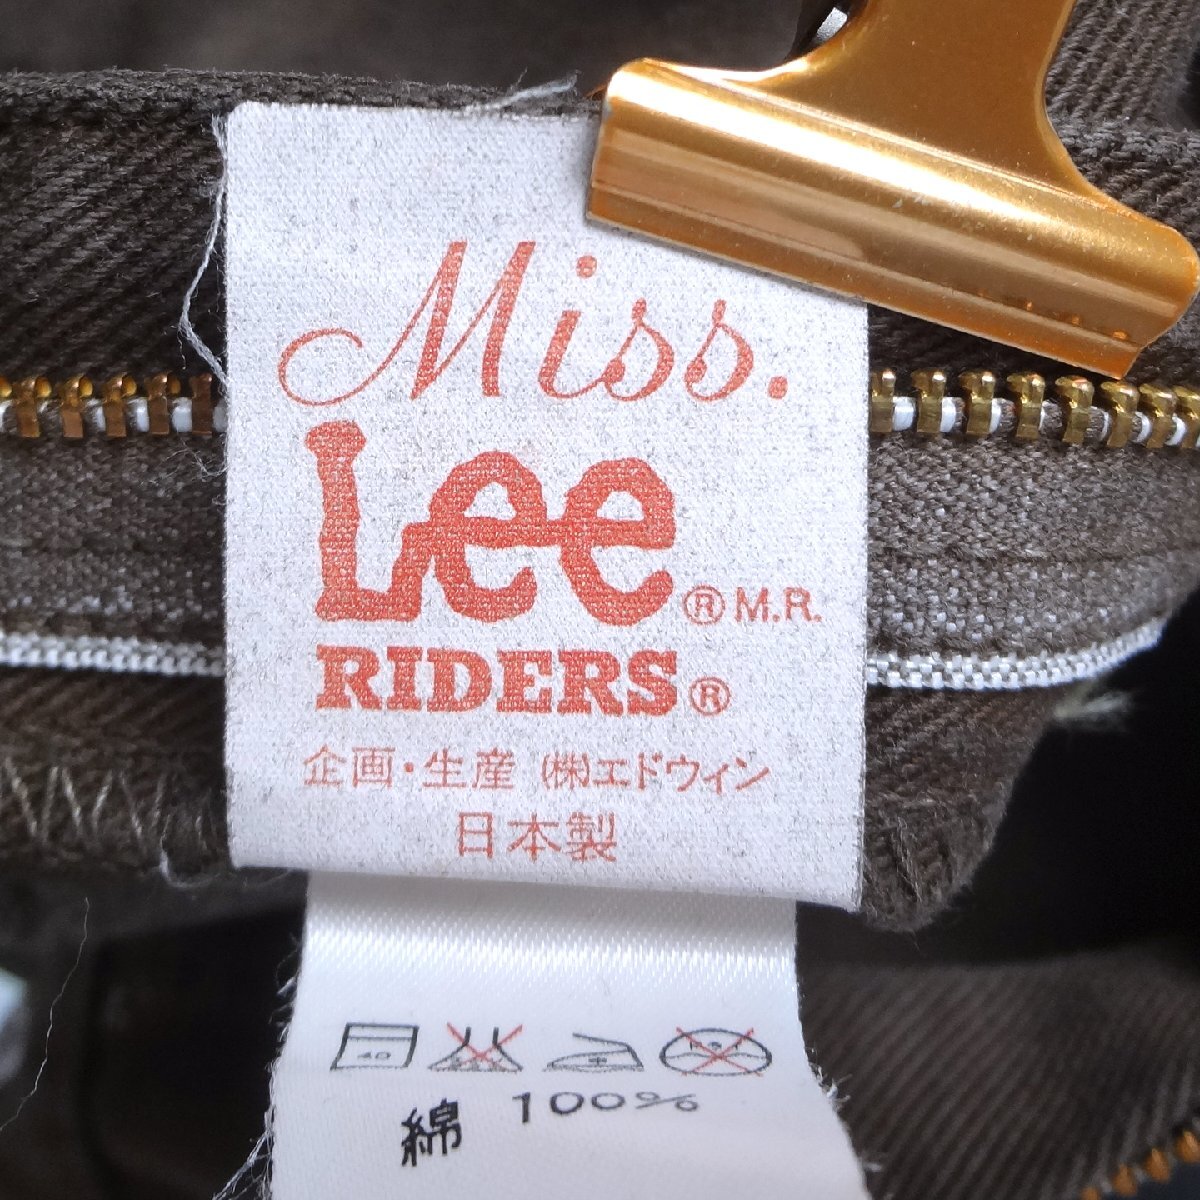 Miss.
Lee® M.R.
RIDERS®
企画・生産 ㈱エドウィン
日本製
40
綿 100%